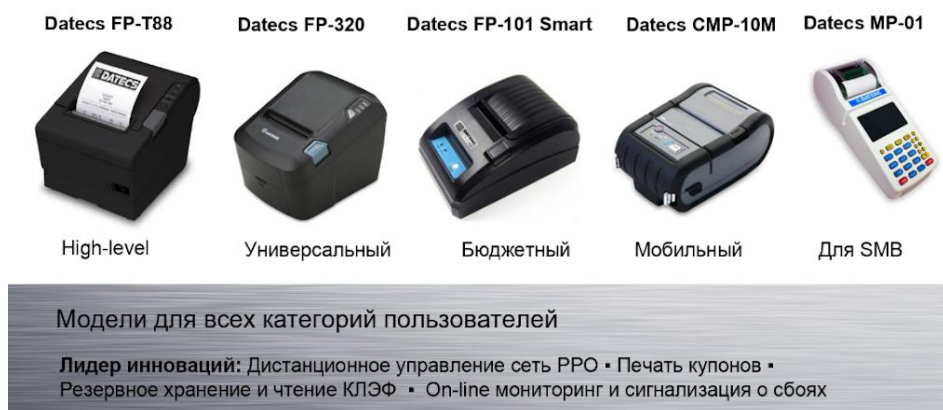 Datecs FP-T88 Datecs FP-320 Datecs FP-101 Smart Datecs CMP-10M Datecs MP-01
DATECS
High-level Универсальный Бюджетный Мобильный Для SMB
Модели для всех категорий пользователей
Лидер инноваций: Дистанционное управление сеть РРО ▪ Печать купонов ▪
Резервное хранение и чтение КЛЭФ ▪ On-line мониторинг и сигнализация о сбоях